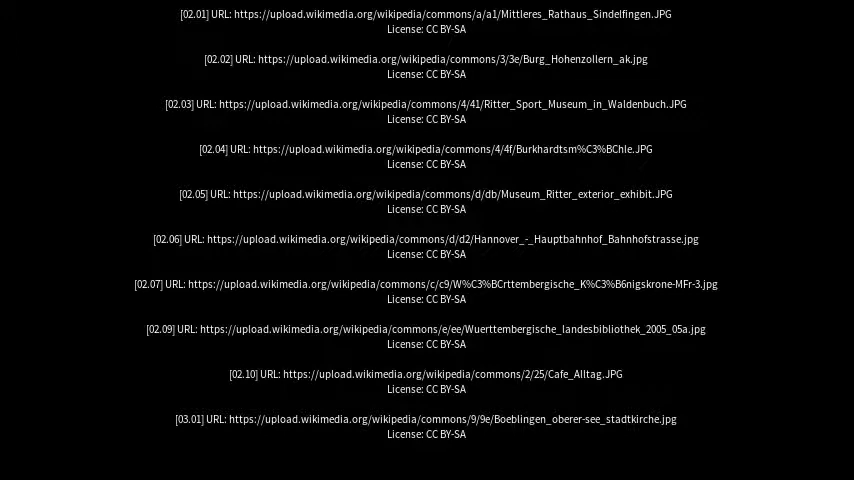 [02.01] URL: https://upload.wikimedia.org/wikipedia/commons/a/a1/Mittleres_Rathaus_Sindelfingen.JPG
License: CC BY-SA
[02.02] URL: https://upload.wikimedia.org/wikipedia/commons/3/3e/Burg_Hohenzollern_ak.jpg
License: CC BY-SA
[02.03] URL: https://upload.wikimedia.org/wikipedia/commons/4/41/Ritter_Sport_Museum_in_Waldenbuch.JPG
License: CC BY-SA
[02.04] URL: https://upload.wikimedia.org/wikipedia/commons/4/4f/Burkhardtsm%C3%BChle.JPG
License: CC BY-SA
[02.05] URL: https://upload.wikimedia.org/wikipedia/commons/d/db/Museum_Ritter_exterior_exhibit.JPG
License: CC BY-SA
[02.06] URL: https://upload.wikimedia.org/wikipedia/commons/d/d2/Hannover_-_Hauptbahnhof_Bahnhofstrasse.jpg
License: CC BY-SA
[02.07] URL: https://upload.wikimedia.org/wikipedia/commons/c/c9/W%C3%BCrttembergische_K%C3%B6nigskrone-MFr-3.jpg
License: CC BY-SA
[02.09] URL: https://upload.wikimedia.org/wikipedia/commons/e/ee/Wuerttembergische_landesbibliothek_2005_05a.jpg
License: CC BY-SA
[02.10] URL: https://upload.wikimedia.org/wikipedia/commons/2/25/Cafe_Alltag.JPG
License: CC BY-SA
[03.01] URL: https://upload.wikimedia.org/wikipedia/commons/9/9e/Boeblingen_oberer-see_stadtkirche.jpg
License: CC BY-SA